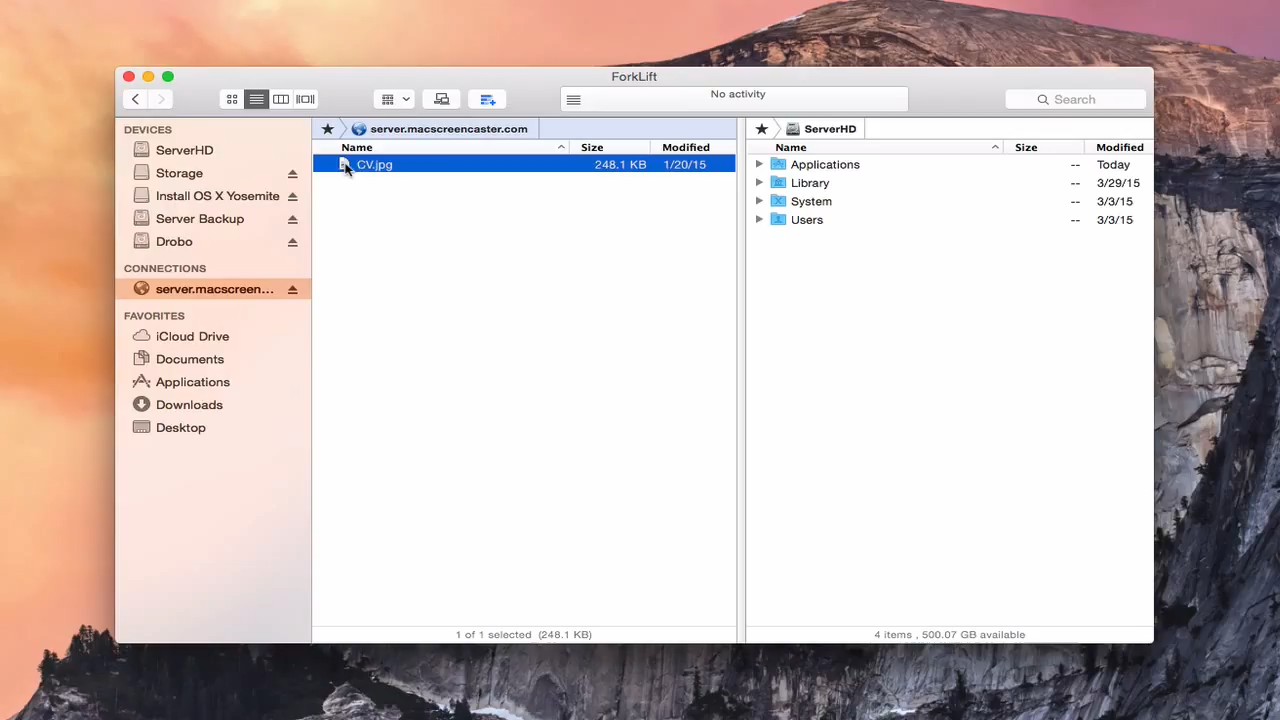 ForkLift
No activity
Search
DEVICES
ServerHD
Storage
Install OS X Yosemite
Server Backup
Drobo
CONNECTIONS
server.macscreen...
FAVORITES
iCloud Drive
Documents
Applications
Downloads
Desktop
server.macscreencaster.com
Name Size Modified
CV.jpg 248.1 KB 1/20/15
1 of 1 selected (248.1 KB)
ServerHD
Name Size Modified
Applications -- Today
Library -- 3/29/15
System -- 3/3/15
Users -- 3/3/15
4 items , 500.07 GB available